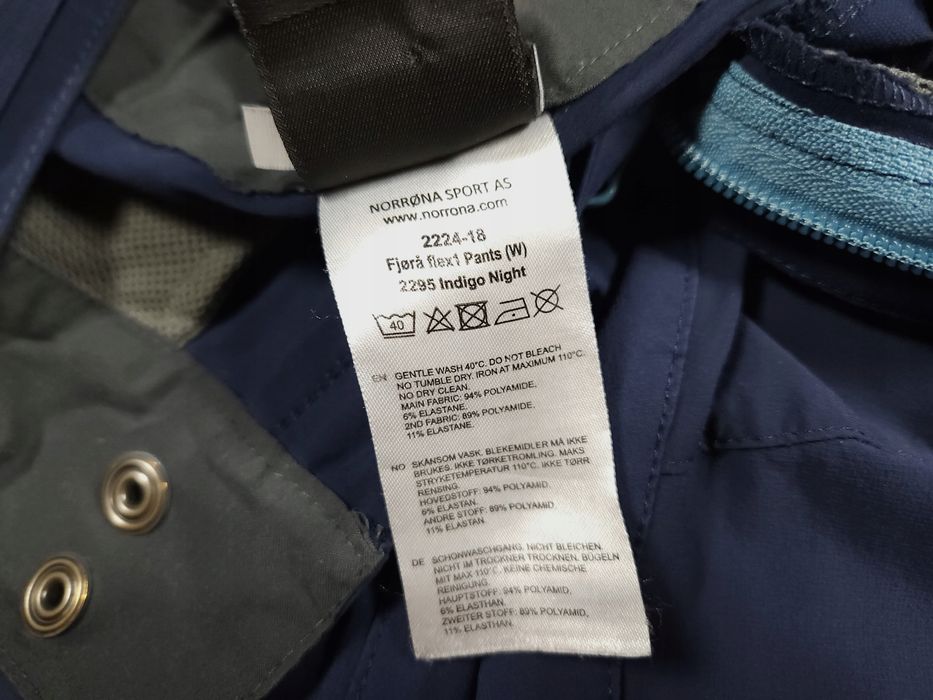 NORRØNA SPORT AS
www.norrona.com
2224-18
Fjørå flex1 Pants (W)
2295 Indigo Night
40
EN GENTLE WASH 40°C. DO NOT BLEACH
NO TUMBLE DRY. IRON AT MAXIMUM 110°C.
NO DRY CLEAN.
MAIN FABRIC: 94% POLYAMIDE,
6% ELASTANE.
2ND FABRIC: 89% POLYAMIDE,
11% ELASTANE.
NO SKÅNSOM VASK. BLEKEMIDLER MÅ IKKE
BRUKES. IKKE TØRKETROMLING. MAKS
STRYKETEMPERATUR 110°C. IKKE TØRR
RENSING.
HOVEDSTOFF: 94% POLYAMID,
6% ELASTAN.
ANDRE STOFF: 89% POLYAMID,
11% ELASTAN.
DE SCHONWASCHGANG. NICHT BLEICHEN.
NICHT IM TROCKNER TROCKNEN. BÜGELN
MIT MAX 110°C. KEINE CHEMISCHE
REINIGUNG.
HAUPTSTOFF: 94% POLYAMID,
6% ELASTHAN.
ZWEITER STOFF: 89% POLYAMID,
11% ELASTHAN.